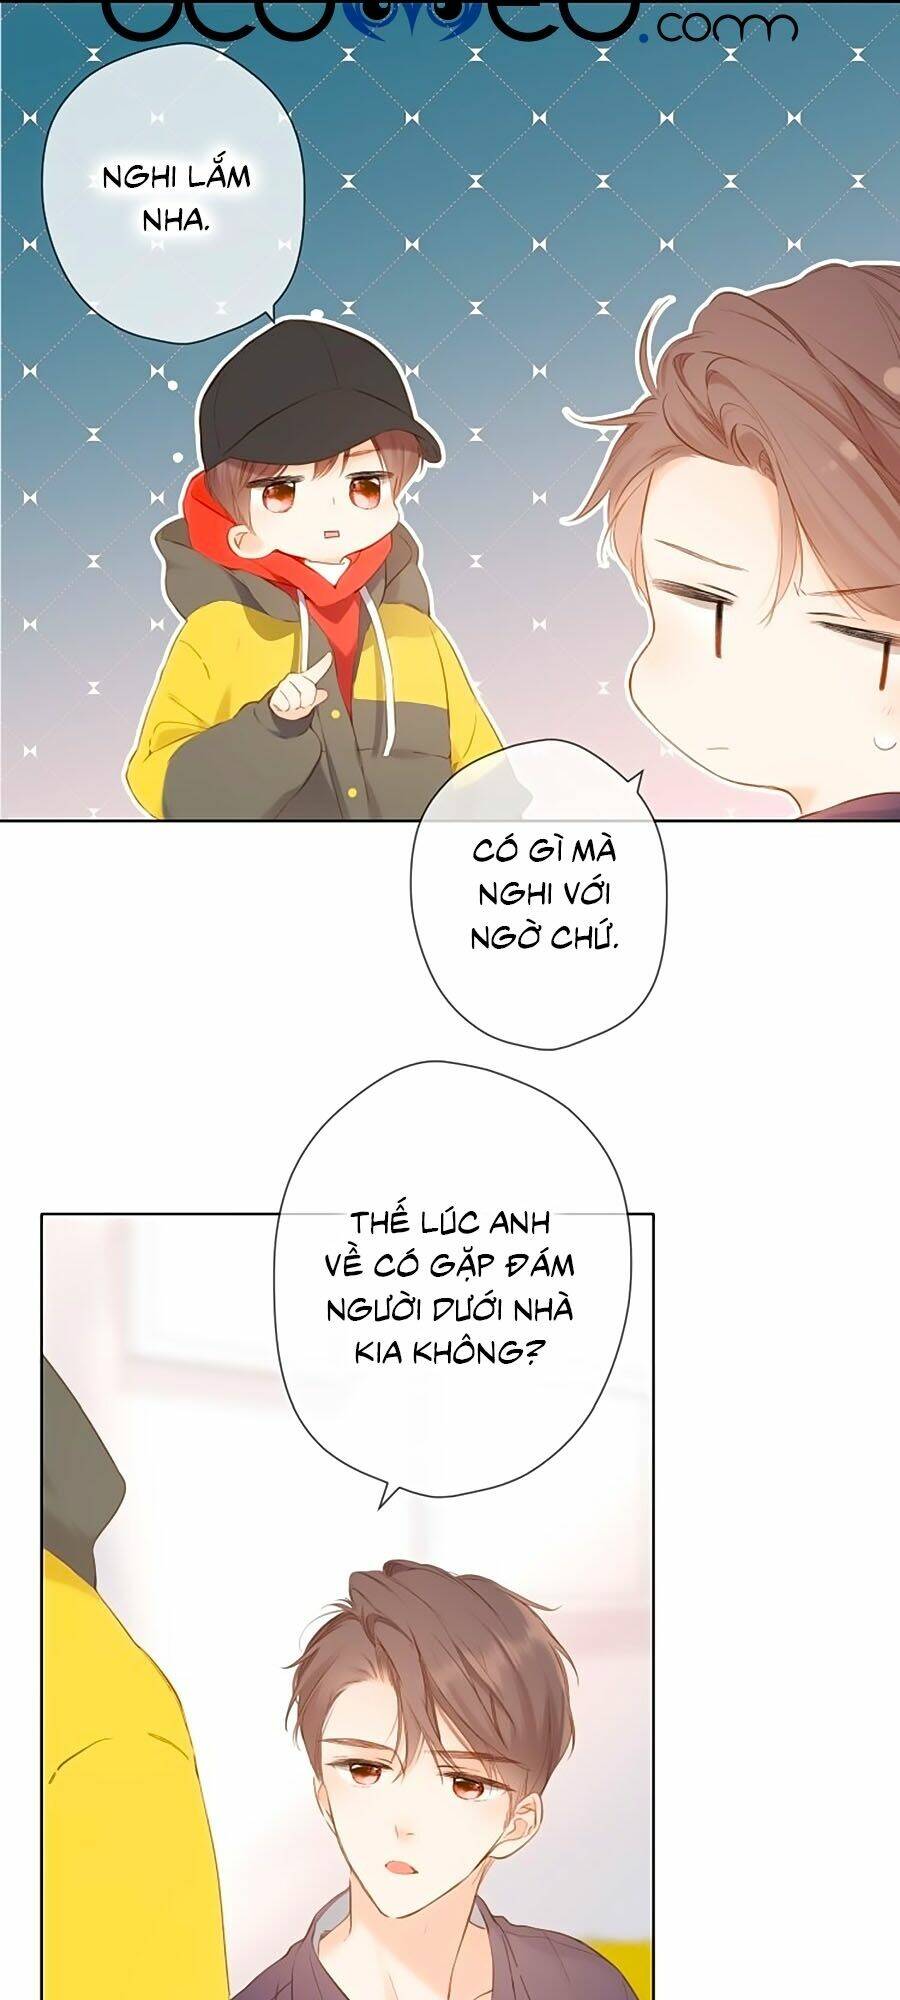 NGHI LẮM
NHA.
CÓ GÌ MÀ
NGHI VỚI
NGỜ CHỨ.
THẾ LÚC ANH
VỀ CÓ GẶP ĐÁM
NGƯỜI DƯỚI NHÀ
KIA KHÔNG?